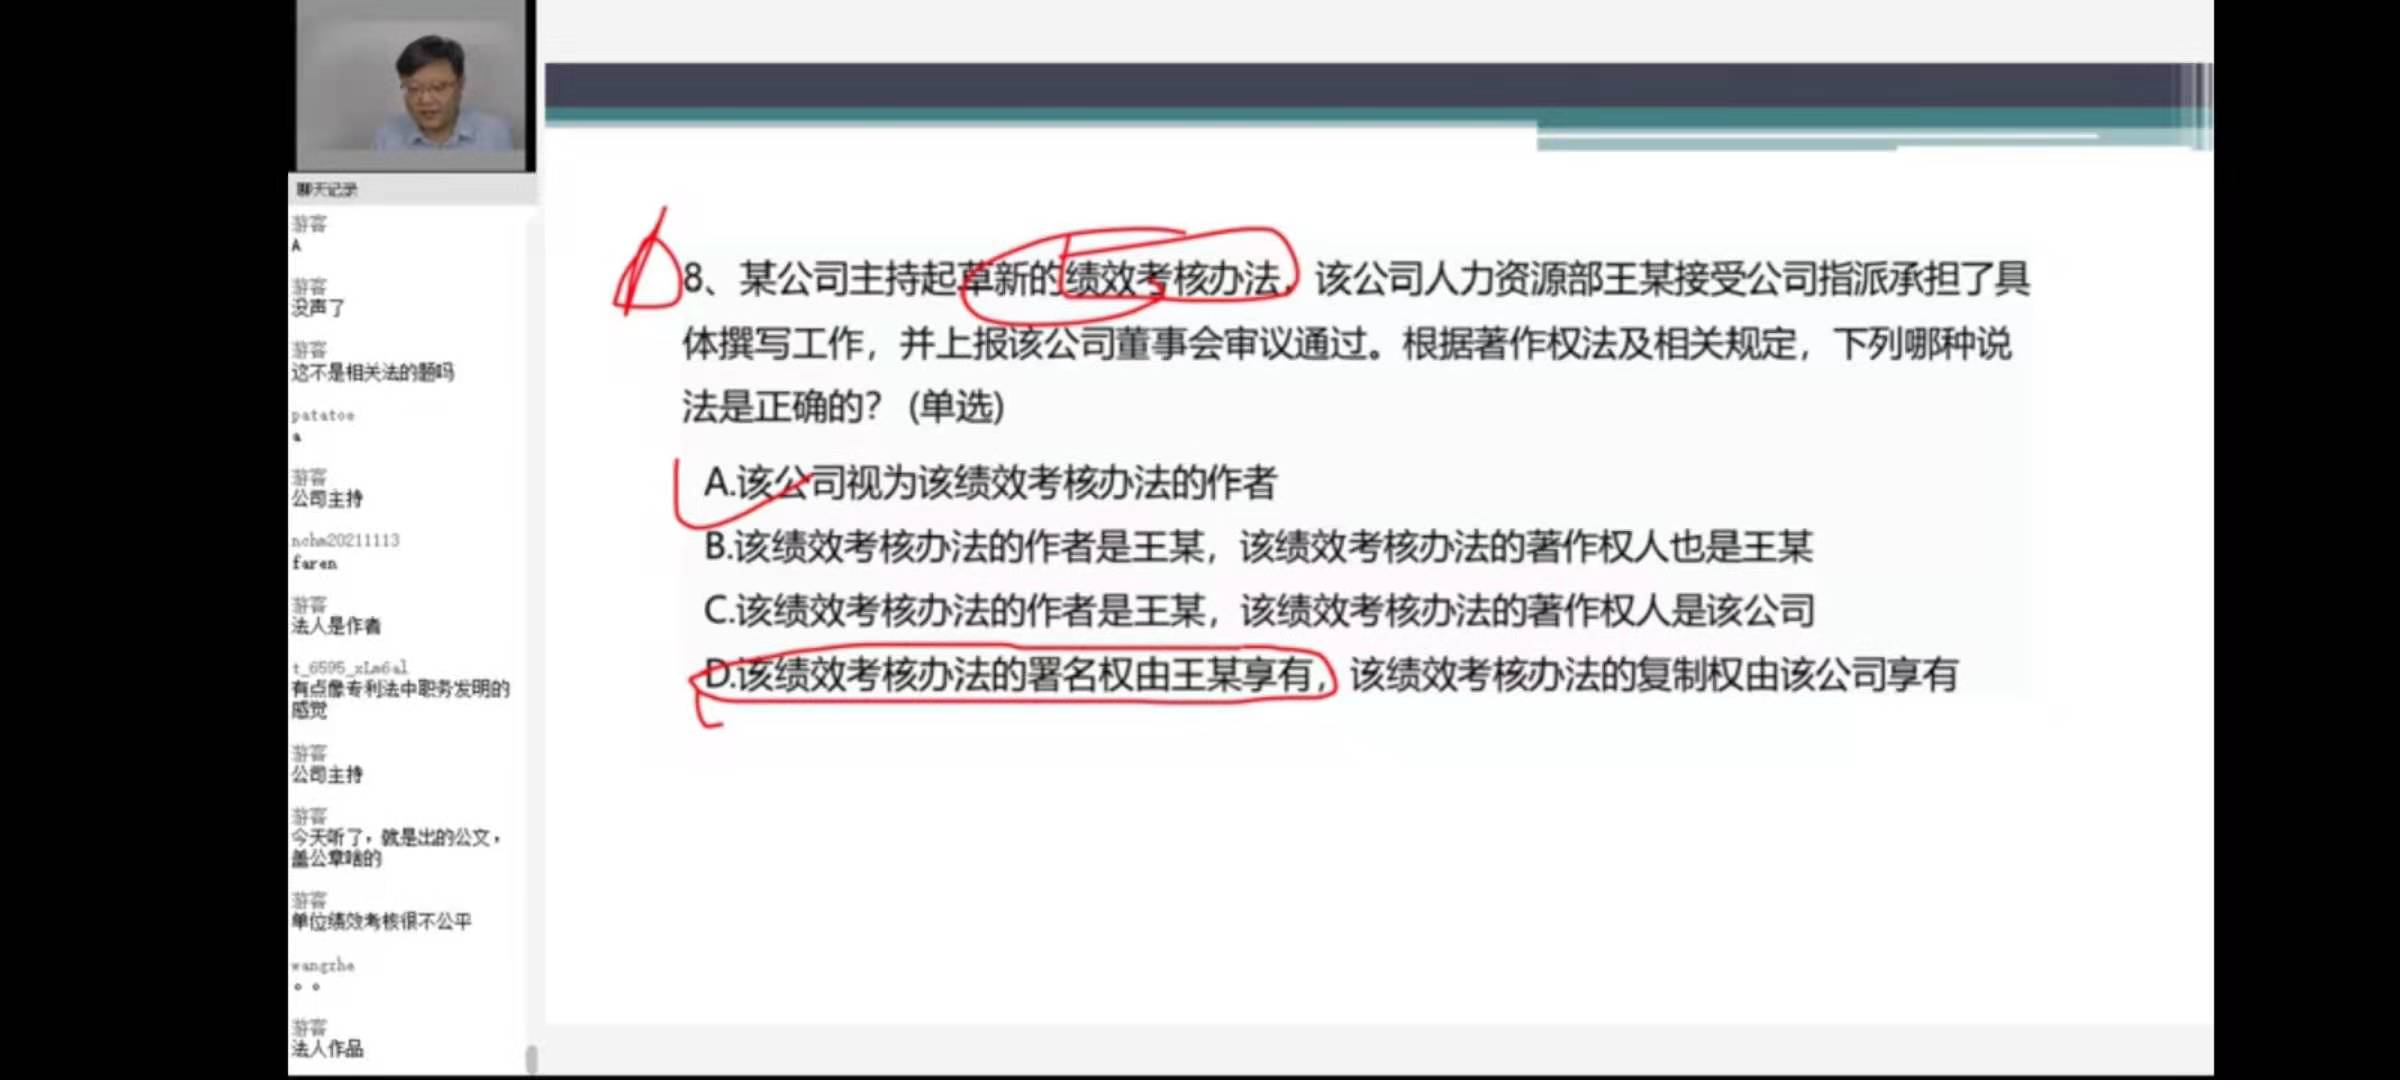 聊天记录
游客
A
游客
没声了
游客
这不是相关法的题吗
patatoe
a
游客
公司主持
nchm20211113
faren
游客
法人是作者
t_6595_xLm6al
有点像专利法中职务发明的
感觉
游客
公司主持
游客
今天听了，就是出的公文，
盖公章啥的
游客
单位绩效考核很不公平
wangzhe
。。
游客
法人作品
8、某公司主持起草新的绩效考核办法，该公司人力资源部王某接受公司指派承担了具
体撰写工作，并上报该公司董事会审议通过。根据著作权法及相关规定，下列哪种说
法是正确的？(单选)
A.该公司视为该绩效考核办法的作者
B.该绩效考核办法的作者是王某，该绩效考核办法的著作权人也是王某
C.该绩效考核办法的作者是王某，该绩效考核办法的著作权人是该公司
D.该绩效考核办法的署名权由王某享有，该绩效考核办法的复制权由该公司享有